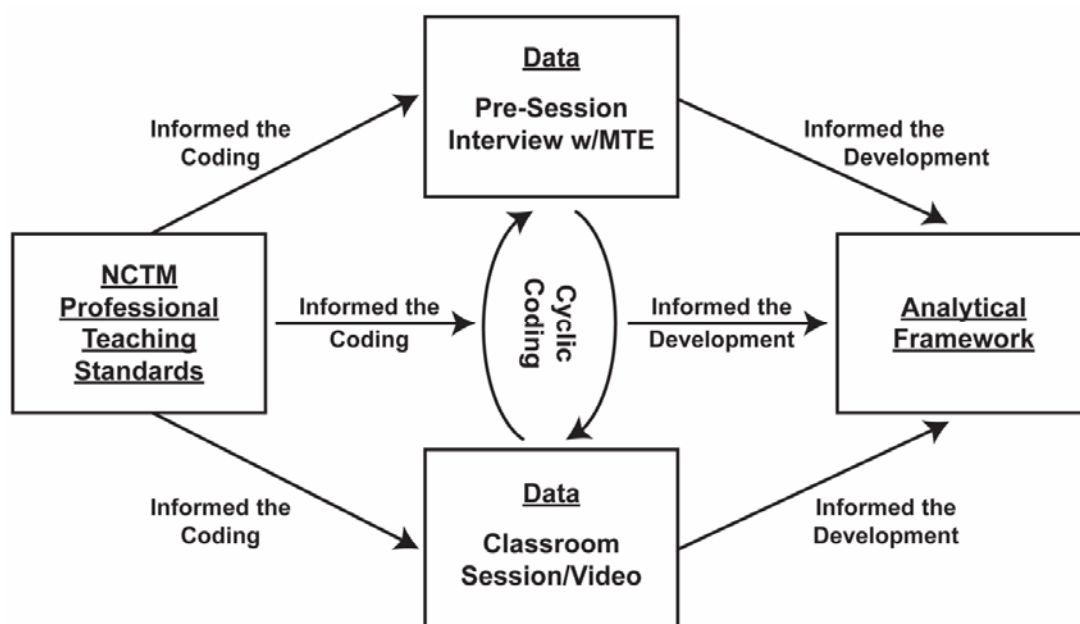 Data
Pre-Session
Interview w/MTE
Informed the
Coding
Informed the
Development
NCTM
Professional
Teaching
Standards
Informed the
Coding
Cyclic
Coding
Informed the
Development
Analytical
Framework
Informed the
Coding
Data
Classroom
Session/Video
Informed the
Development